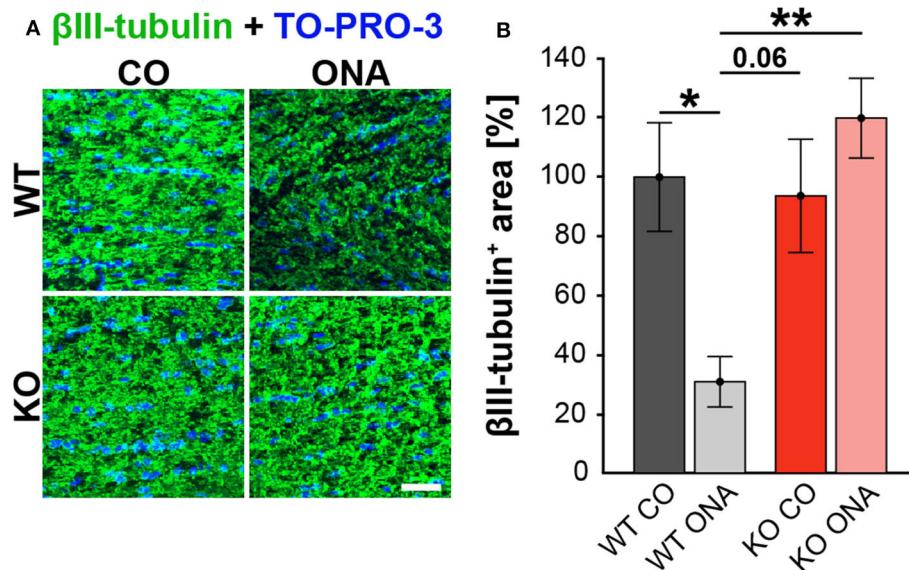 A βIII-tubulin + TO-PRO-3
CO ONA
WT
KO
B
βIII-tubulin⁺ area [%]
140
120
100
80
60
40
20
0
**
0.06
*
WT CO
WT ONA
KO CO
KO ONA